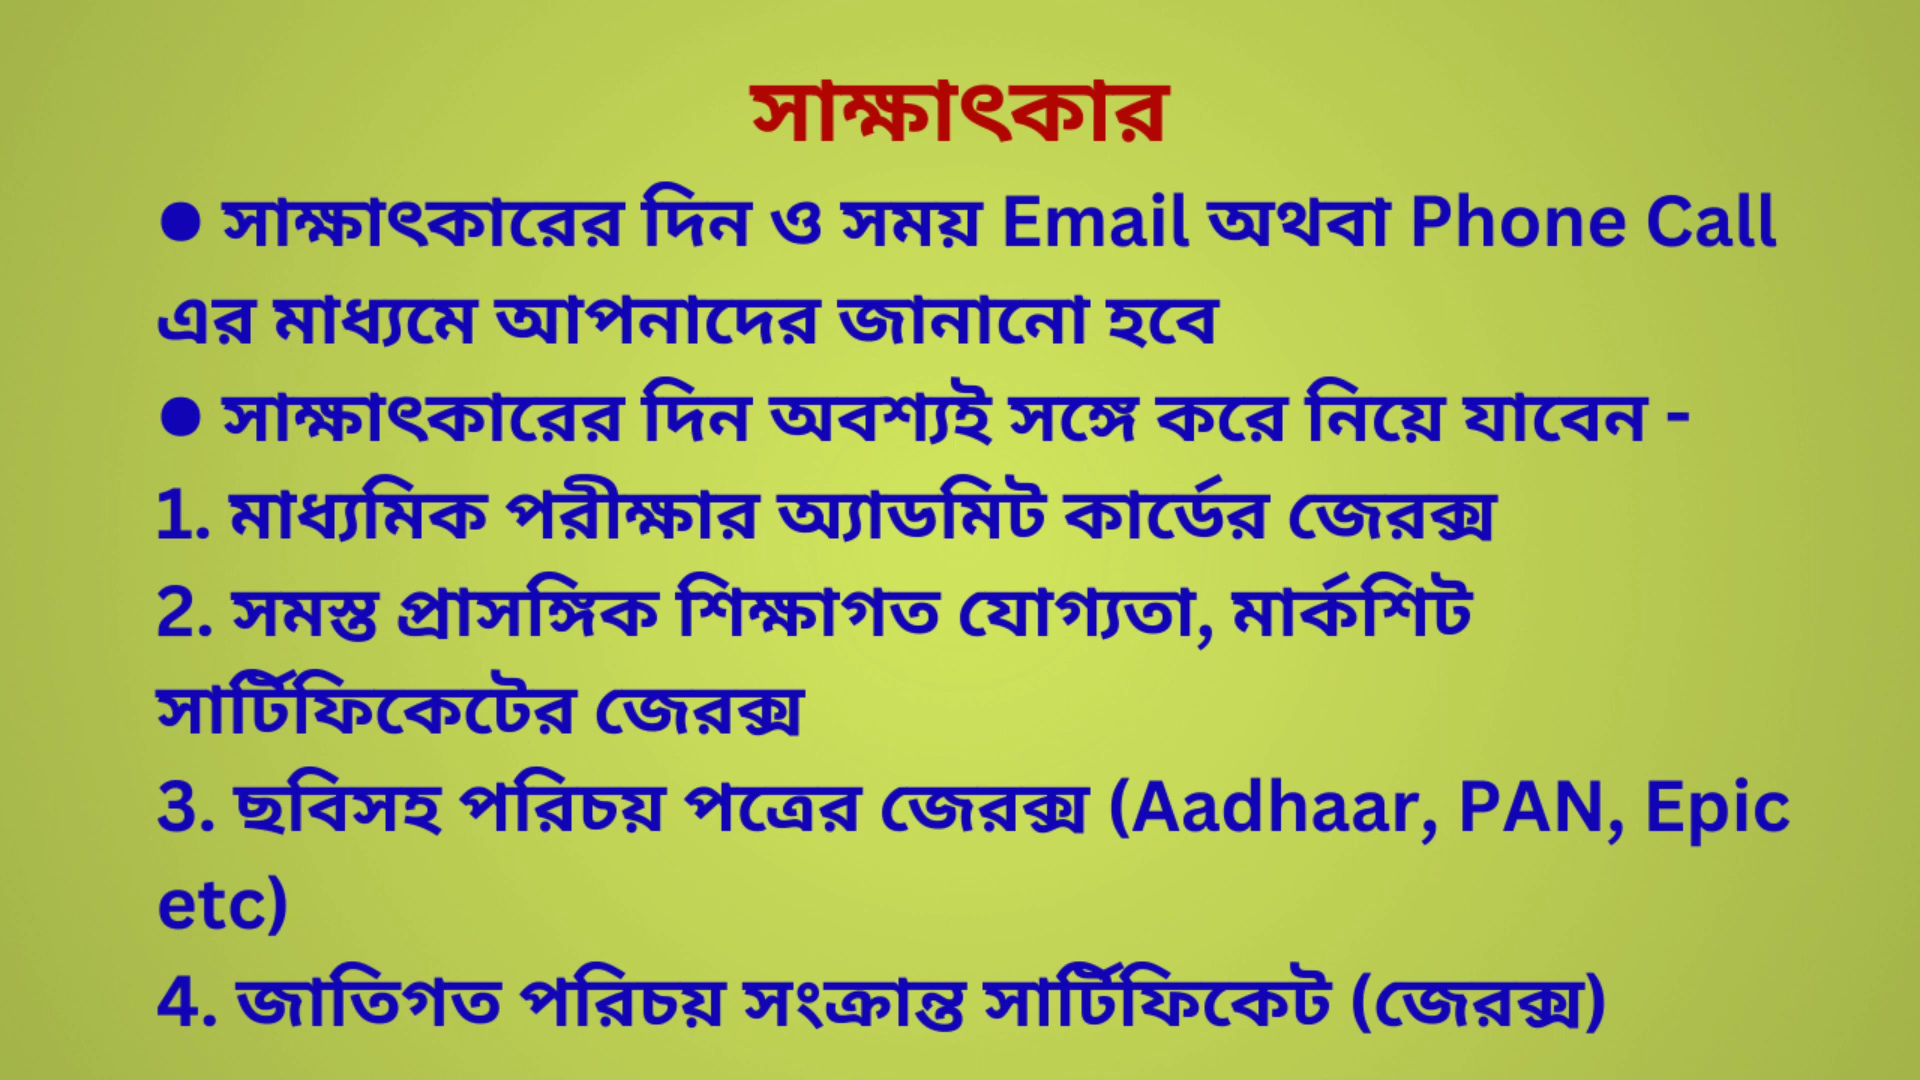 সাক্ষাৎকার
● সাক্ষাৎকারের দিন ও সময় Email অথবা Phone Call
এর মাধ্যমে আপনাদের জানানো হবে
● সাক্ষাৎকারের দিন অবশ্যই সঙ্গে করে নিয়ে যাবেন -
1. মাধ্যমিক পরীক্ষার অ্যাডমিট কার্ডের জেরক্স
2. সমস্ত প্রাসঙ্গিক শিক্ষাগত যোগ্যতা, মার্কশিট
সার্টিফিকেটের জেরক্স
3. ছবিসহ পরিচয় পত্রের জেরক্স (Aadhaar, PAN, Epic
etc)
4. জাতিগত পরিচয় সংক্রান্ত সার্টিফিকেট (জেরক্স)